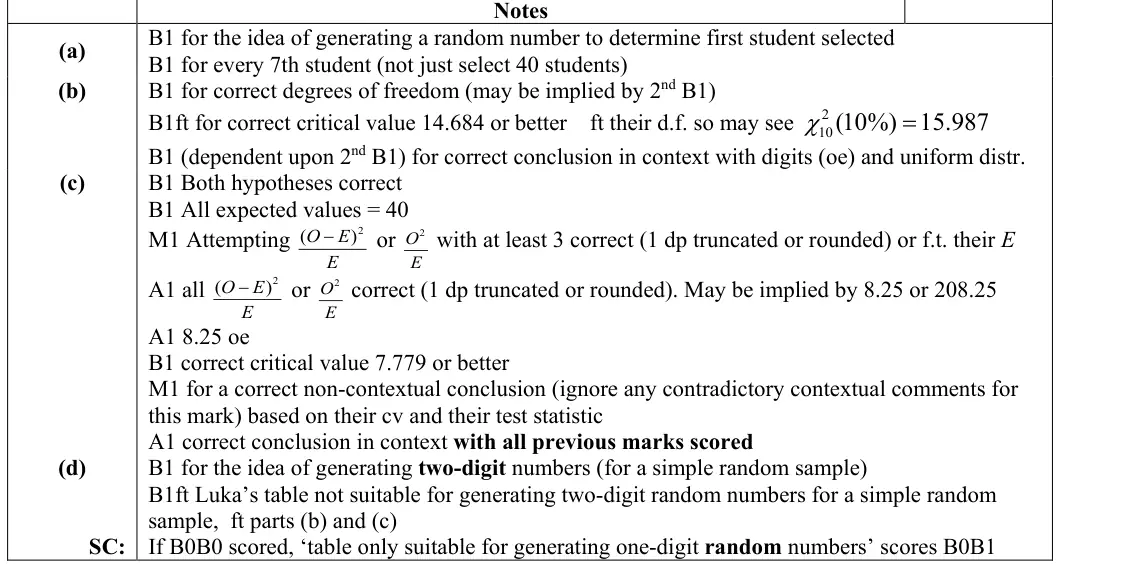 Notes
(a) B1 for the idea of generating a random number to determine first student selected
B1 for every 7th student (not just select 40 students)
(b) B1 for correct degrees of freedom (may be implied by 2nd B1)
B1ft for correct critical value 14.684 or better ft their d.f. so may see χ²₁₀(10%) = 15.987
B1 (dependent upon 2nd B1) for correct conclusion in context with digits (oe) and uniform distr.
(c) B1 Both hypotheses correct
B1 All expected values = 40
M1 Attempting (O−E)²/E or O²/E with at least 3 correct (1 dp truncated or rounded) or f.t. their E
A1 all (O−E)²/E or O²/E correct (1 dp truncated or rounded). May be implied by 8.25 or 208.25
A1 8.25 oe
B1 correct critical value 7.779 or better
M1 for a correct non-contextual conclusion (ignore any contradictory contextual comments for
this mark) based on their cv and their test statistic
A1 correct conclusion in context with all previous marks scored
(d) B1 for the idea of generating two-digit numbers (for a simple random sample)
B1ft Luka's table not suitable for generating two-digit random numbers for a simple random
sample, ft parts (b) and (c)
SC: If B0B0 scored, 'table only suitable for generating one-digit random numbers' scores B0B1